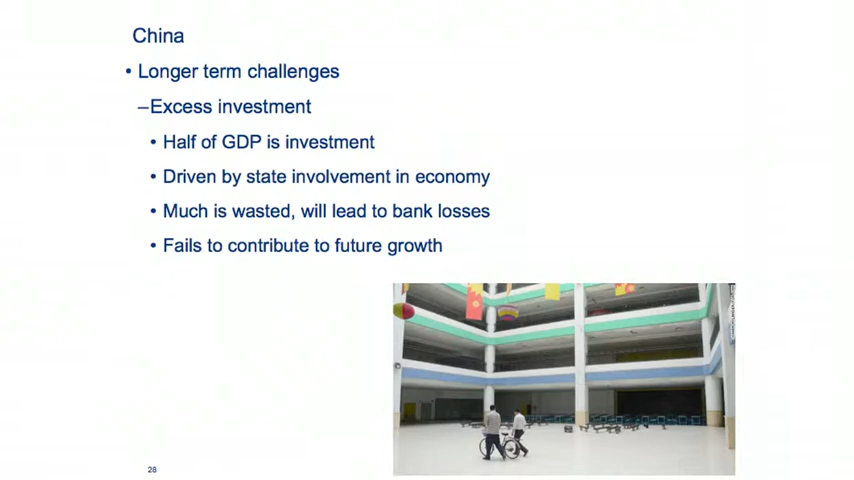 China
• Longer term challenges
–Excess investment
• Half of GDP is investment
• Driven by state involvement in economy
• Much is wasted, will lead to bank losses
• Fails to contribute to future growth
28